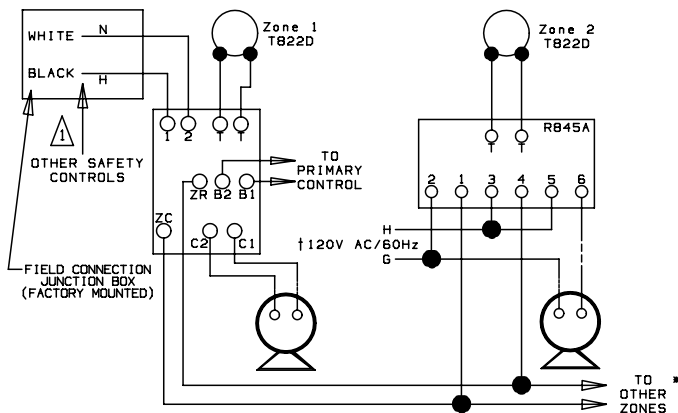 WHITE N
BLACK H
1
OTHER SAFETY
CONTROLS
FIELD CONNECTION
JUNCTION BOX
(FACTORY MOUNTED)
Zone 1
T822D
1 2 T T
ZR B2 B1
TO
PRIMARY
CONTROL
ZC
C2 C1
Zone 2
T822D
R845A
T T
2 1 3 4 5 6
H
†120V AC/60Hz
G
TO *
OTHER
ZONES